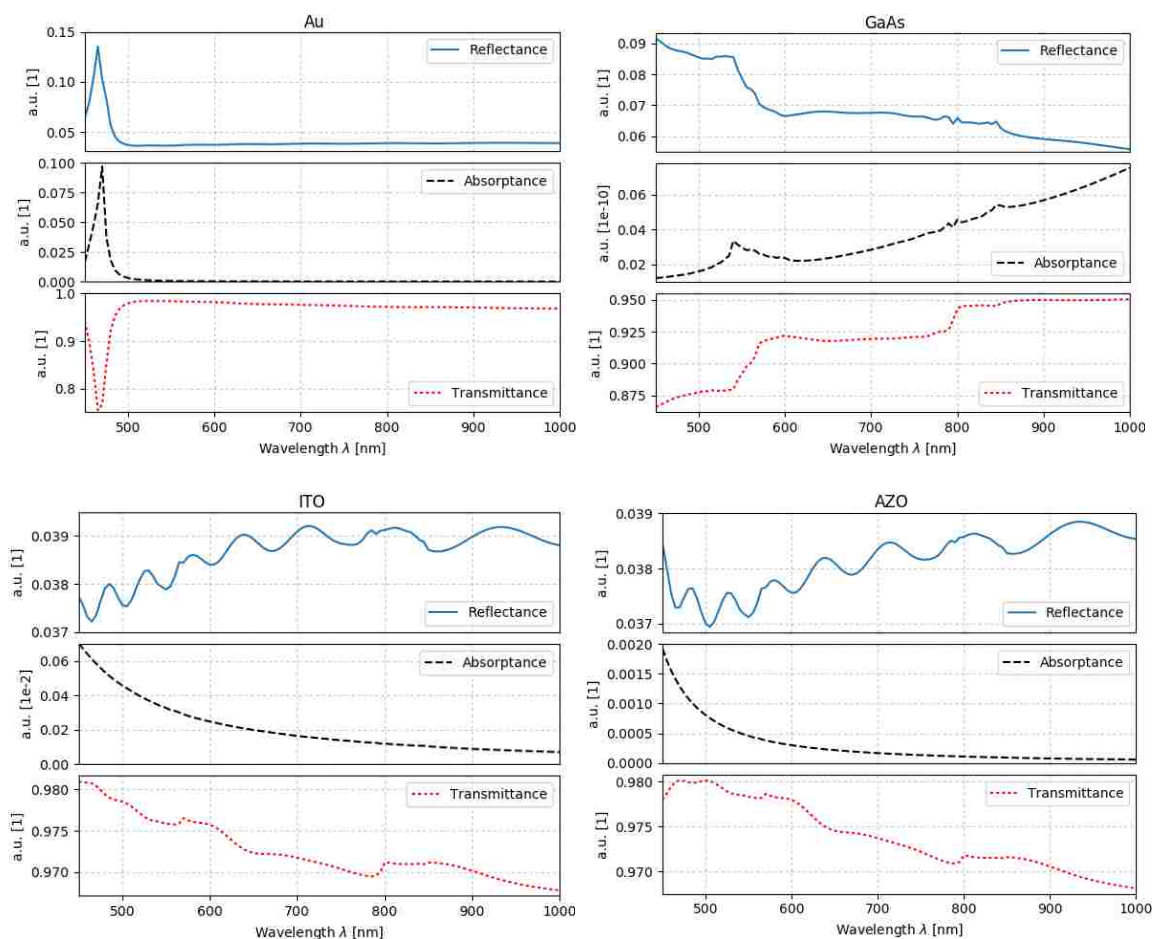 Au
0.15
0.10
0.05
a.u. [1]
Reflectance
0.100
0.075
0.050
0.025
0.000
a.u. [1]
Absorptance
1.0
0.9
0.8
a.u. [1]
Transmittance
500 600 700 800 900 1000
Wavelength λ [nm]
GaAs
0.09
0.08
0.07
0.06
a.u. [1]
Reflectance
0.06
0.04
0.02
a.u. [1e-10]
Absorptance
0.950
0.925
0.900
0.875
a.u. [1]
Transmittance
500 600 700 800 900 1000
Wavelength λ [nm]
ITO
0.039
0.038
0.037
a.u. [1]
Reflectance
0.06
0.04
0.02
0.00
a.u. [1e-2]
Absorptance
0.980
0.975
0.970
a.u. [1]
Transmittance
500 600 700 800 900 1000
Wavelength λ [nm]
AZO
0.039
0.038
0.037
a.u. [1]
Reflectance
0.0020
0.0015
0.0010
0.0005
0.0000
a.u. [1]
Absorptance
0.980
0.975
0.970
a.u. [1]
Transmittance
500 600 700 800 900 1000
Wavelength λ [nm]